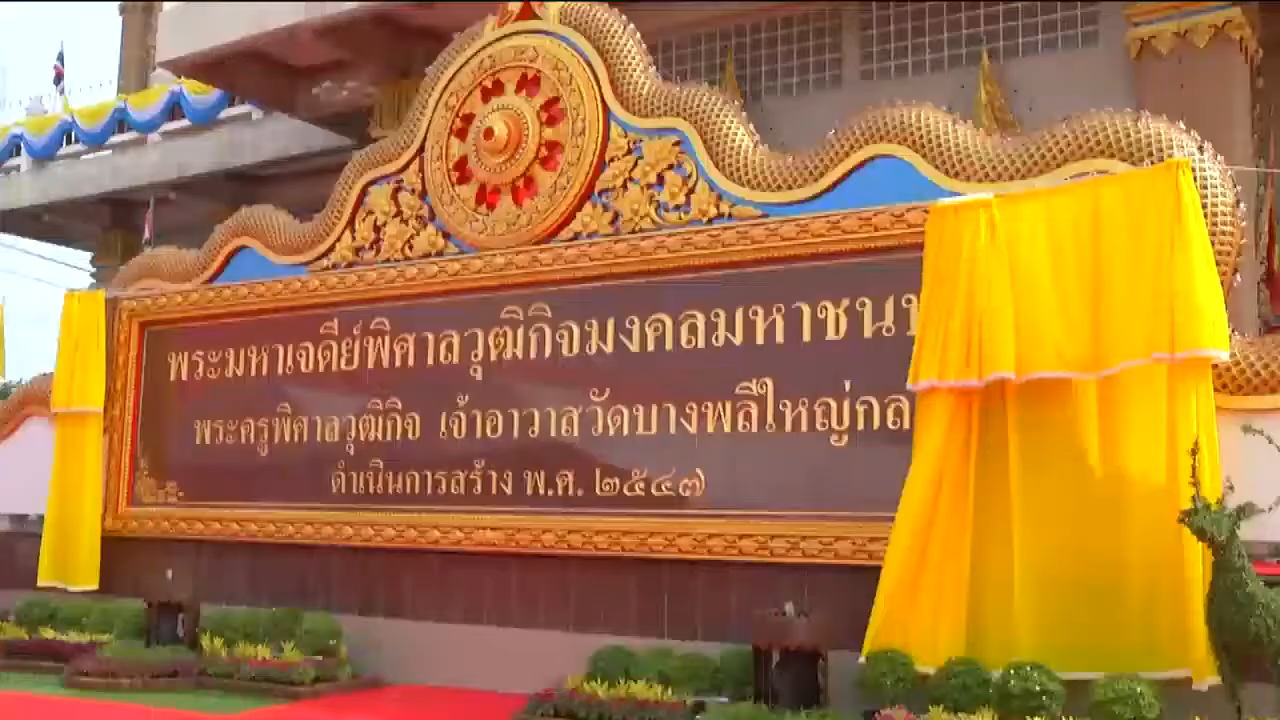 พระมหาเจดีย์พิศาลวุฒิกิจมงคลมหาชน
พระครูพิศาลวุฒิกิจ เจ้าอาวาสวัดบางพลีใหญ่กล
ดำเนินการสร้าง พ.ศ. ๒๕๔๗